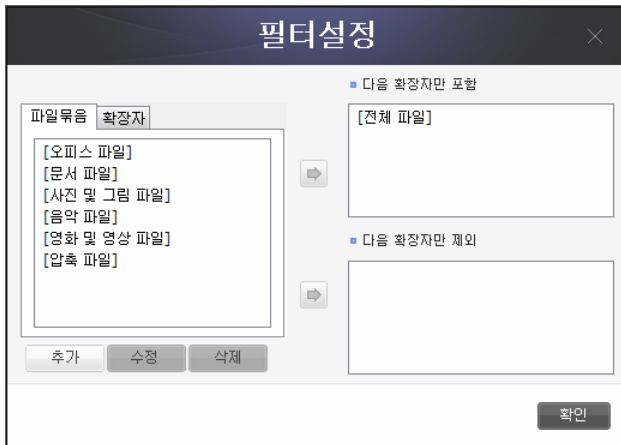 필터설정
파일묶음
확장자
[오피스 파일]
[문서 파일]
[사진 및 그림 파일]
[음악 파일]
[영화 및 영상 파일]
[압축 파일]
추가
수정
삭제
다음 확장자만 포함
[전체 파일]
다음 확장자만 제외
확인